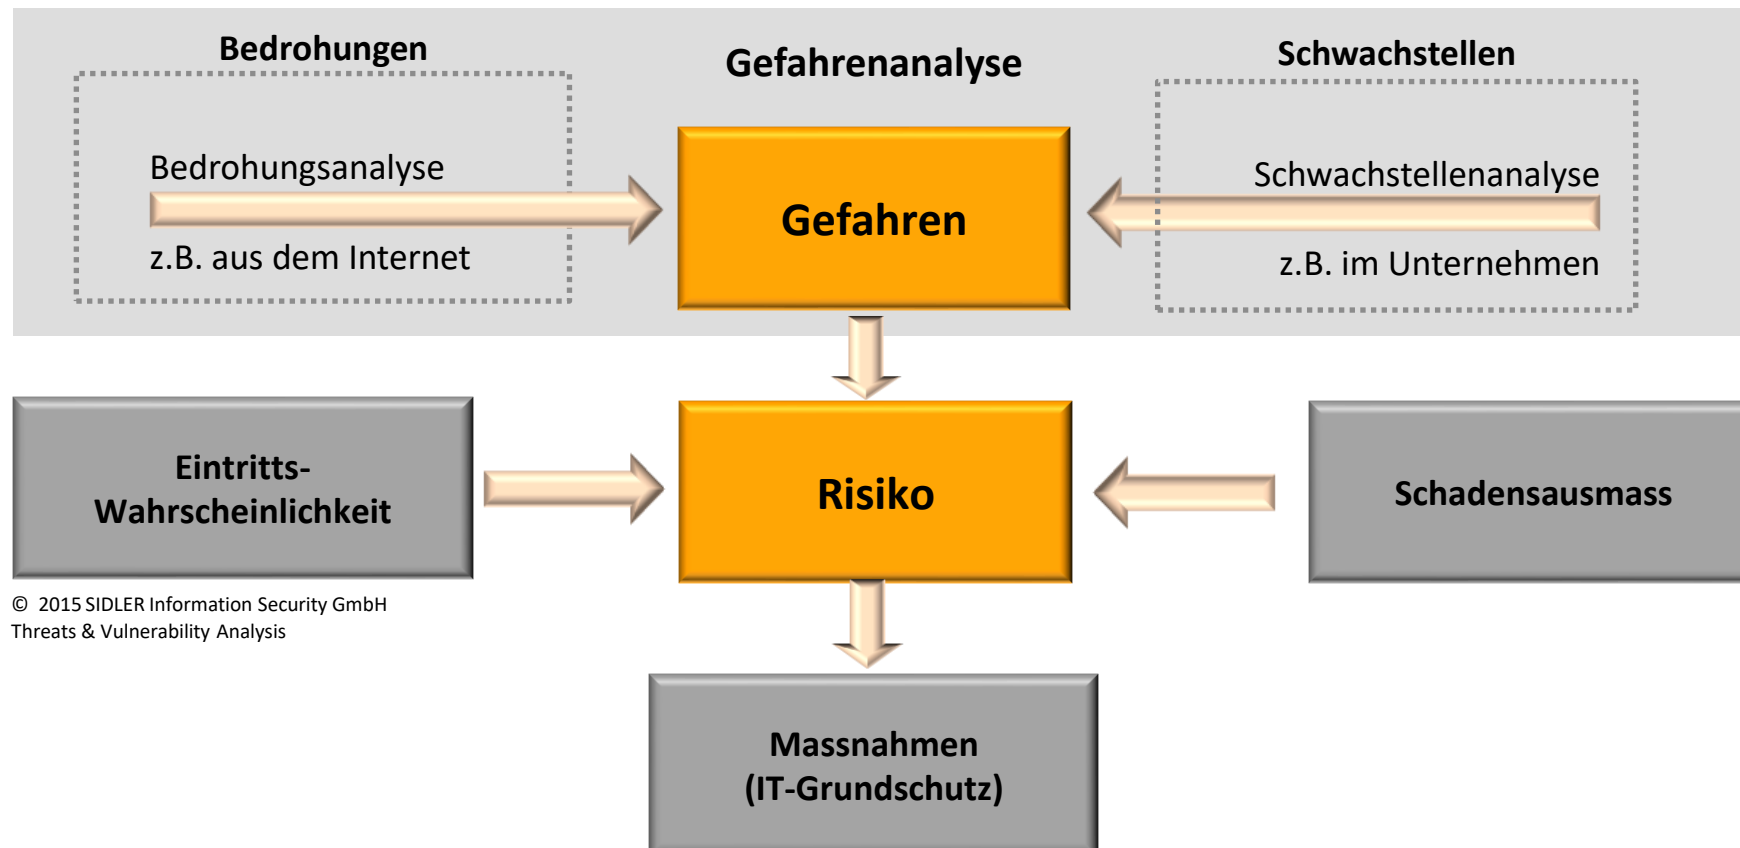 Bedrohungen
Gefahrenanalyse
Schwachstellen
Bedrohungsanalyse
z.B. aus dem Internet
Gefahren
Schwachstellenanalyse
z.B. im Unternehmen
Eintritts-
Wahrscheinlichkeit
Risiko
Schadensausmass
© 2015 SIDLER Information Security GmbH
Threats & Vulnerability Analysis
Massnahmen
(IT-Grundschutz)